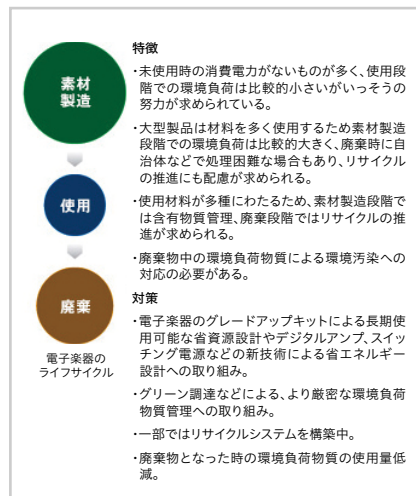 素材
製造
使用
廃棄
電子楽器の
ライフサイクル
特徴
・未使用時の消費電力がないものが多く、使用段
階での環境負荷は比較的小さいがいっそうの
努力が求められている。
・大型製品は材料を多く使用するため素材製造
段階での環境負荷は比較的大きく、廃棄時に自
治体などで処理困難な場合もあり、リサイクル
の推進にも配慮が求められる。
・使用材料が多種にわたるため、素材製造段階で
は含有物質管理、廃棄段階ではリサイクルの推
進が求められる。
・廃棄物中の環境負荷物質による環境汚染への
対応の必要がある。
対策
・電子楽器のグレードアップキットによる長期使
用可能な省資源設計やデジタルアンプ、スイッ
チング電源などの新技術による省エネルギー
設計への取り組み。
・グリーン調達などによる、より厳密な環境負荷
物質管理への取り組み。
・一部ではリサイクルシステムを構築中。
・廃棄物となった時の環境負荷物質の使用量低
減。